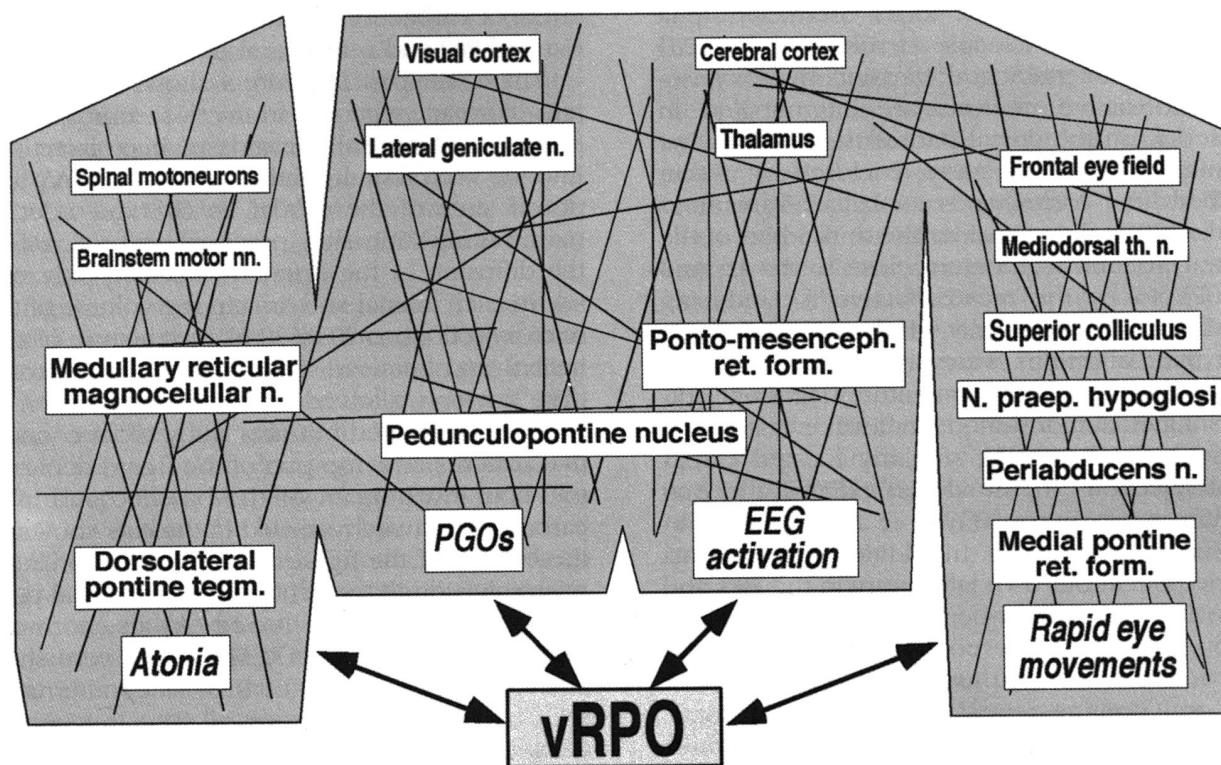 Visual cortex
Cerebral cortex
Lateral geniculate n.
Thalamus
Spinal motoneurons
Frontal eye field
Brainstem motor nn.
Mediodorsal th. n.
Medullary reticular
magnocelullar n.
Ponto-mesenceph.
ret. form.
Superior colliculus
N. praep. hypoglosi
Pedunculopontine nucleus
Periabducens n.
PGOs
EEG
activation
Dorsolateral
pontine tegm.
Medial pontine
ret. form.
Atonia
Rapid eye
movements
vRPO